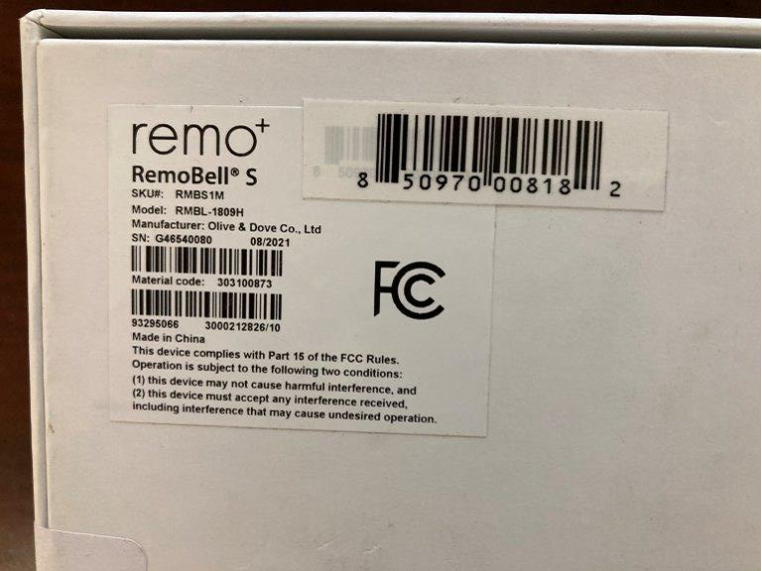 remo+
RemoBell® S
SKU#: RMBS1M
Model: RMBL-1809H
Manufacturer: Olive & Dove Co., Ltd
SN: G46540080 08/2021
Material code: 303100873
93295066 3000212826/10
Made in China
This device complies with Part 15 of the FCC Rules.
Operation is subject to the following two conditions:
(1) this device may not cause harmful interference, and
(2) this device must accept any interference received,
including interference that may cause undesired operation.
FC
8 50970 00818 2